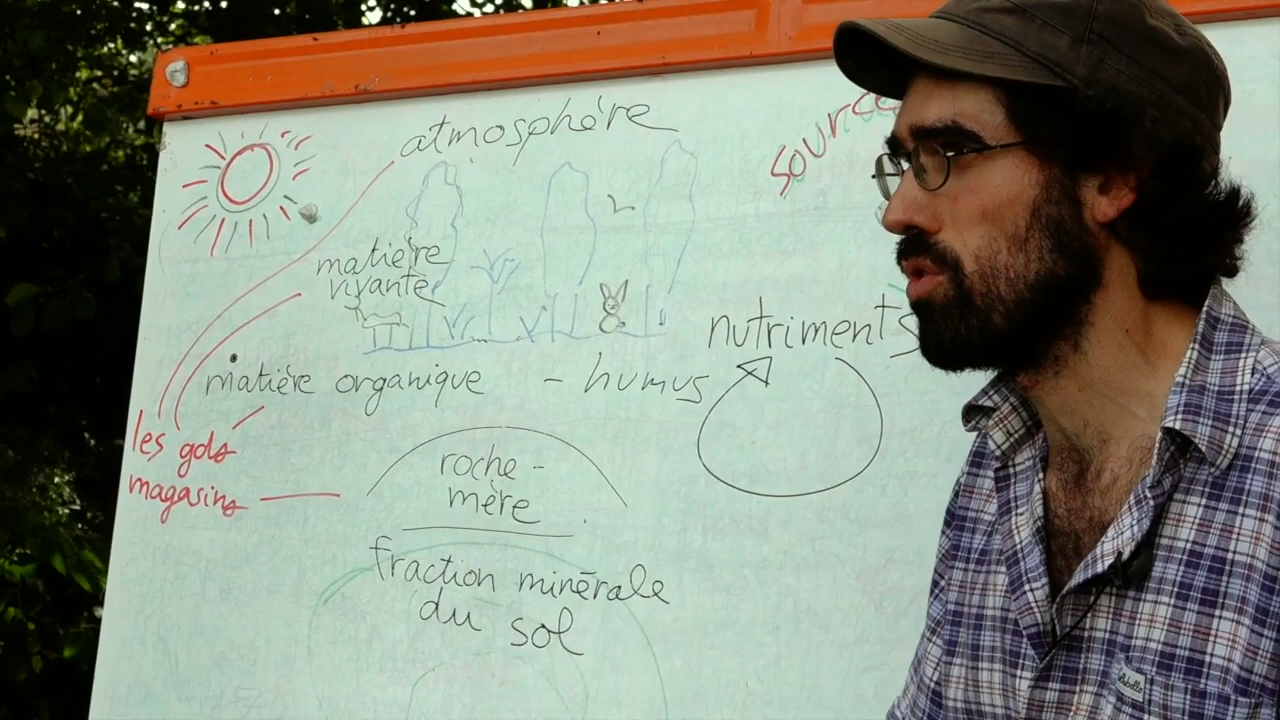 atmosphère
source
matière
vivante
nutriments
matière organique - humus
les gds
magasins
roche-
mère
fraction minérale
du sol